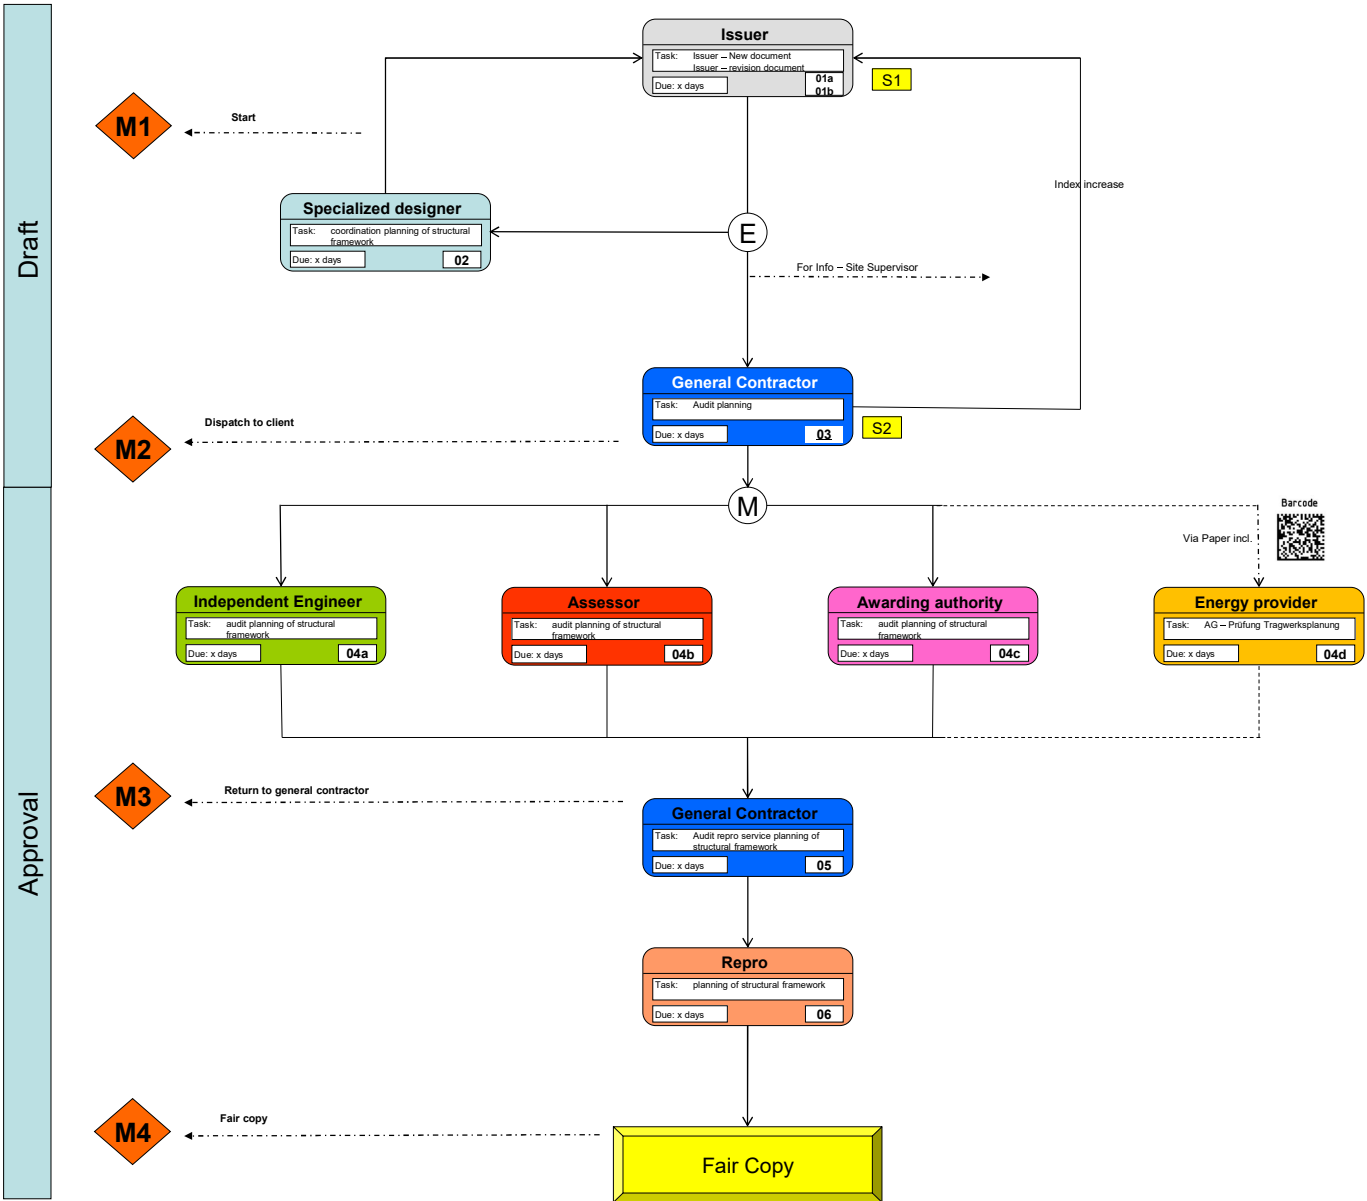 Issuer
Task: Issuer – New document
Issuer – revision document
Due: x days
01a
01b
S1
M1
Start
Index increase
Specialized designer
Task: coordination planning of structural
framework
Due: x days
02
E
For Info – Site Supervisor
Draft
General Contractor
Task: Audit planning
Due: x days
03
S2
M2
Dispatch to client
M
Barcode
Via Paper incl.
Independent Engineer
Task: audit planning of structural
framework
Due: x days
04a
Assessor
Task: audit planning of structural
framework
Due: x days
04b
Awarding authority
Task: audit planning of structural
framework
Due: x days
04c
Energy provider
Task: AG – Prüfung Tragwerksplanung
Due: x days
04d
Approval
M3
Return to general contractor
General Contractor
Task: Audit repro service planning of
structural framework
Due: x days
05
Repro
Task: planning of structural framework
Due: x days
06
M4
Fair copy
Fair Copy